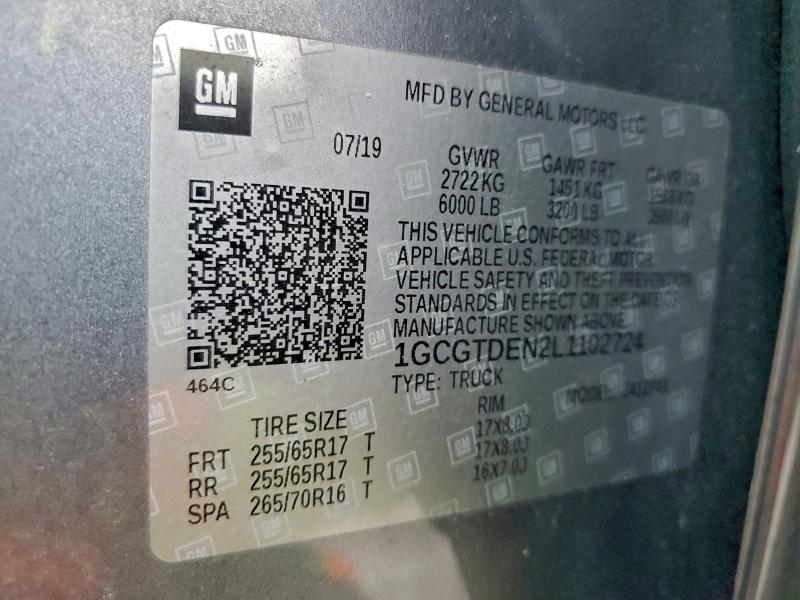 GM
MFD BY GENERAL MOTORS LLC
07/19
GVWR GAWR FRT GAWR RR
2722 KG 1451 KG
6000 LB 3200 LB
THIS VEHICLE CONFORMS TO ALL
APPLICABLE U.S. FEDERAL MOTOR
VEHICLE SAFETY AND THEFT PREVENTION
STANDARDS IN EFFECT ON THE DATE OF
MANUFACTURE SHOWN ABOVE.
1GCGTDEN2L1102724
464C
TYPE: TRUCK MODEL:
TIRE SIZE RIM
FRT 255/65R17 T 17X8.0J
RR 255/65R17 T 17X8.0J
SPA 265/70R16 T 16X7.0J